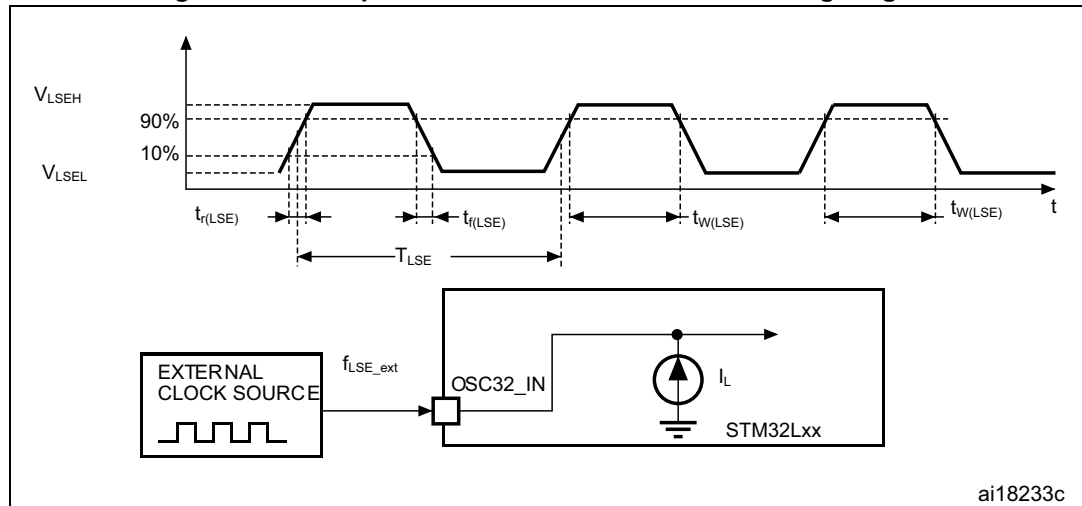 V_LSEH
90%
10%
V_LSEL
t_r(LSE)
t_f(LSE)
t_W(LSE)
t_W(LSE)
t
T_LSE
EXTERNAL
CLOCK SOURCE
f_LSE_ext
OSC32_IN
I_L
STM32Lxx
ai18233c